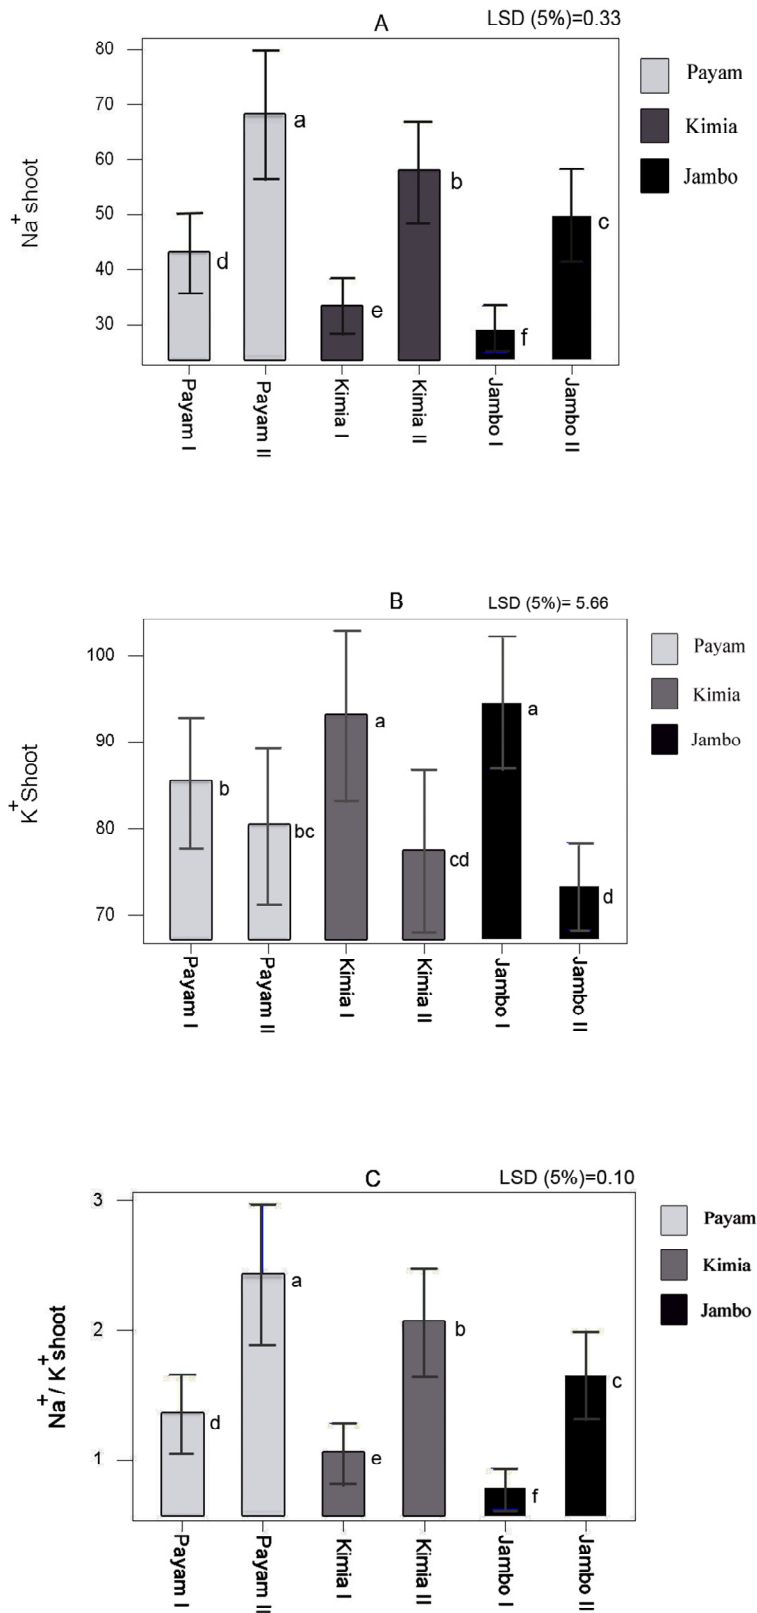 A
LSD (5%)=0.33
80
70
60
50
40
30
Na+ shoot
a
b
c
d
e
f
Payam I
Payam II
Kimia I
Kimia II
Jambo I
Jambo II
Payam
Kimia
Jambo
B
LSD (5%)= 5.66
100
90
80
70
K+ Shoot
b
bc
a
cd
a
d
Payam I
Payam II
Kimia I
Kimia II
Jambo I
Jambo II
Payam
Kimia
Jambo
C
LSD (5%)=0.10
3
2
1
Na+/ K+shoot
d
a
e
b
f
c
Payam I
Payam II
Kimia I
Kimia II
Jambo I
Jambo II
Payam
Kimia
Jambo